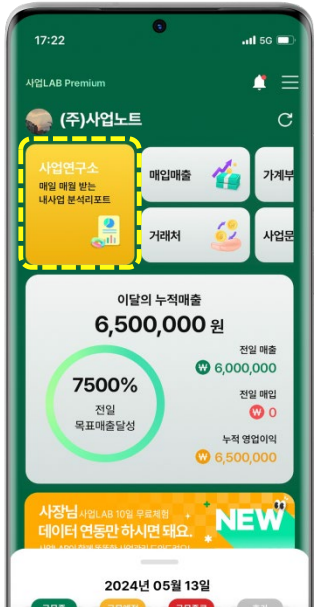 17:22
5G
사업LAB Premium
(주)사업노트
사업연구소
매일 매월 받는
내사업 분석리포트
매입매출
가계부
거래처
사업문
이달의 누적매출
6,500,000 원
7500%
전일
목표매출달성
전일 매출
6,000,000
전일 매입
0
누적 영업이익
6,500,000
사장님 사업LAB 10일 무료체험
데이터 연동만 하시면 돼요.
NEW
2024년 05월 13일